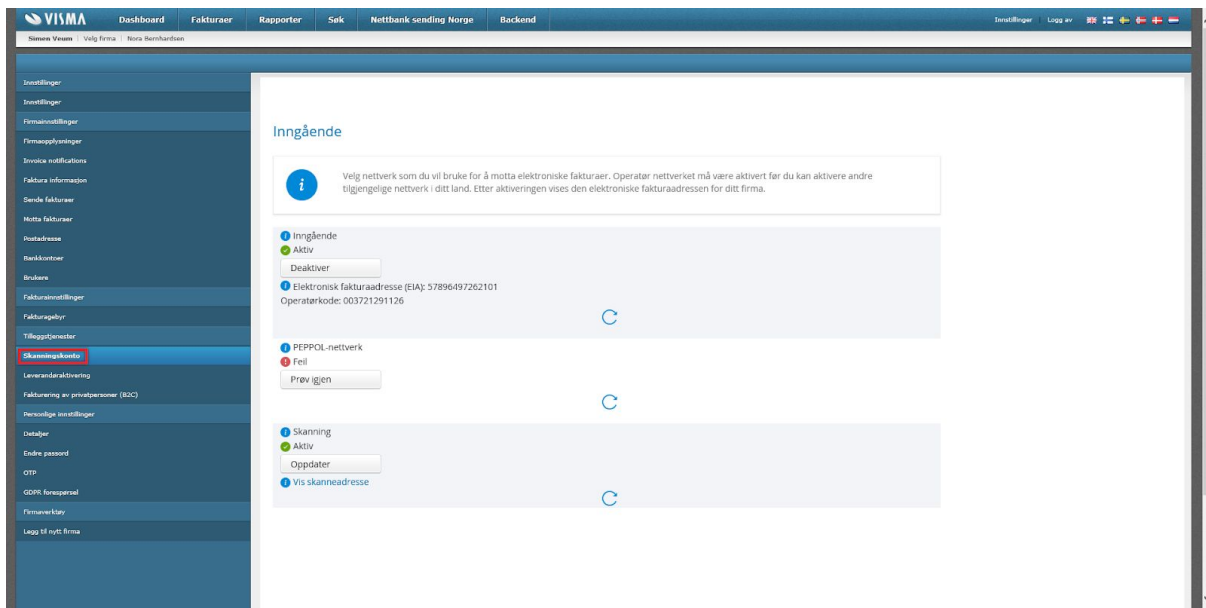 VISMA Dashboard Fakturaer Rapporter Søk Nettbank sending Norge Backend Innstillinger Logg av
Simen Veum Velg firma Nora Bernhardsen
Innstillinger
Innstillinger
Firmainnstillinger
Firmaopplysninger
Invoice notifications
Faktura informasjon
Sende fakturaer
Motta fakturaer
Postadresse
Bankkontoer
Brukere
Fakturainnstillinger
Fakturagebyr
Tilleggstjenester
Skanningskonto
Leverandøraktivering
Fakturering av privatpersoner (B2C)
Personlige innstillinger
Detaljer
Endre passord
OTP
GDPR forespørsel
Firmaverktøy
Legg til nytt firma
Inngående
Velg nettverk som du vil bruke for å motta elektroniske fakturaer. Operatør nettverket må være aktivert før du kan aktivere andre
tilgjengelige nettverk i ditt land. Etter aktiveringen vises den elektroniske fakturaadressen for ditt firma.
Inngående
Aktiv
Deaktiver
Elektronisk fakturaadresse (EIA): 57896497262101
Operatørkode: 003721291126
PEPPOL-nettverk
Feil
Prøv igjen
Skanning
Aktiv
Oppdater
Vis skanneadresse